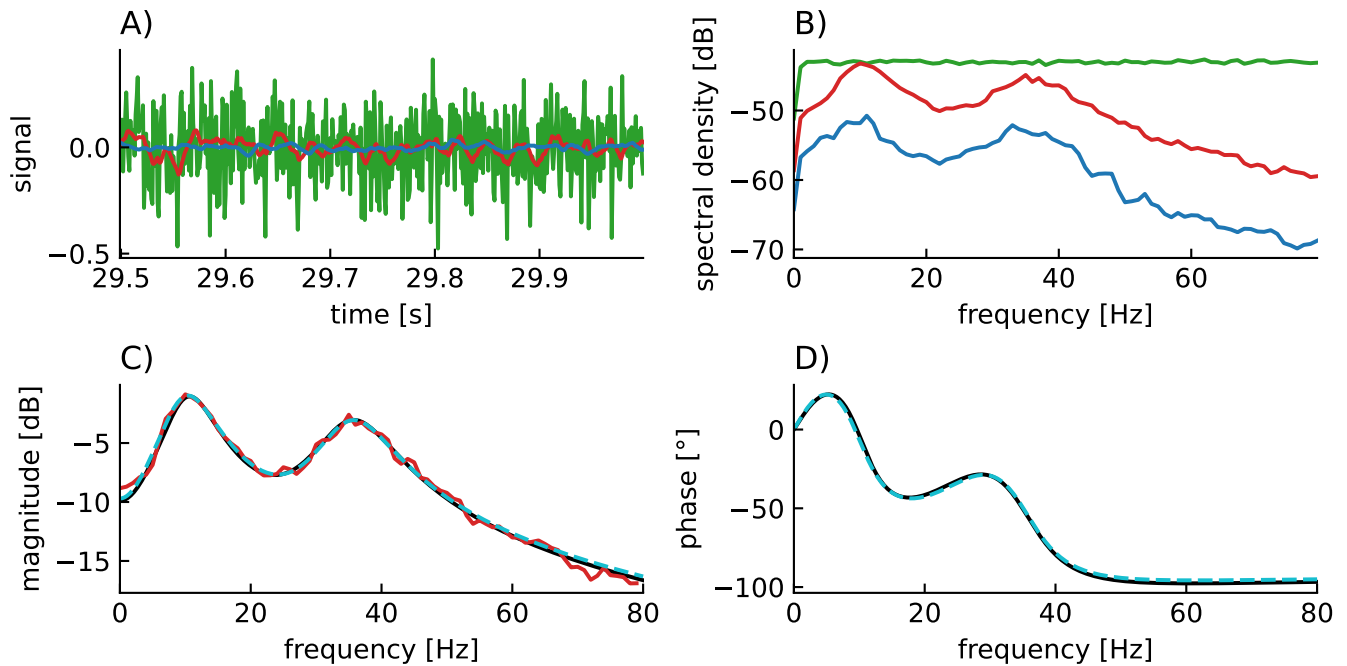 A)
signal
0.0
−0.5
29.5 29.6 29.7 29.8 29.9
time [s]
B)
spectral density [dB]
−50
−60
−70
0 20 40 60
frequency [Hz]
C)
magnitude [dB]
−5
−10
−15
0 20 40 60 80
frequency [Hz]
D)
phase [°]
0
−50
−100
0 20 40 60 80
frequency [Hz]